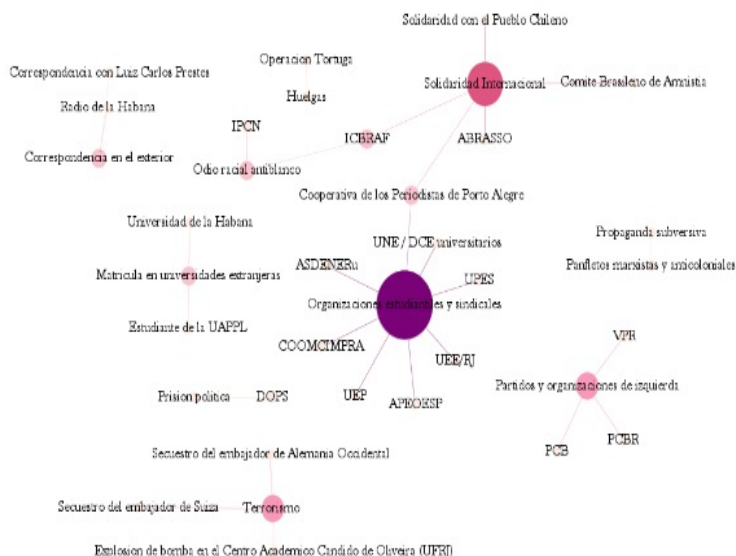 Solidaridad con el Pueblo Chileno
Operacion Tortuga
Correspondencia con Luiz Carlos Prestes
Solidaridad Internacional
Comite Brasileno de Amnistia
Huelgas
Radio de la Habana
IPCN
ICBRAF
ABRASSO
Correspondencia en el exterior
Odio racial antiblanco
Cooperativa de los Periodistas de Porto Alegre
Universidad de la Habana
Propaganda subversiva
UNE / DCE universitarios
ASDENERu
Panfletos marxistas y anticoloniales
Matricula en universidades extranjeras
UPES
Organizaciones estudiantiles y sindicales
Estudiante de la UAPPL
VPR
COOMCIMPRA
UEE/RJ
Partidos y organizaciones de izquierda
Prision politica
DOPS
UEP
APEOESP
PCBR
PCB
Secuestro del embajador de Alemania Occidental
Secuestro del embajador de Suiza
Terrorismo
Explosion de bomba en el Centro Academico Candido de Oliveira (UFRJ)